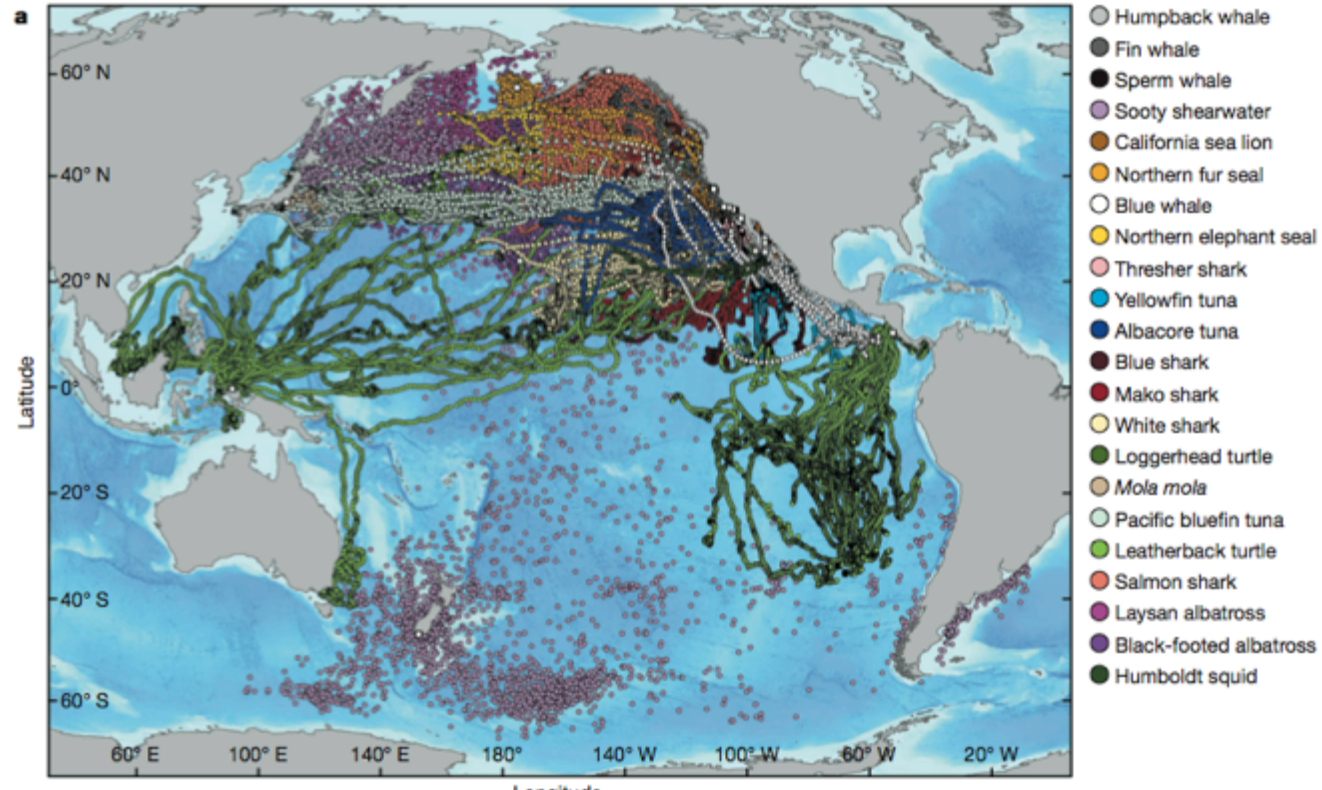 a
Humpback whale
Fin whale
Sperm whale
Sooty shearwater
California sea lion
Northern fur seal
Blue whale
Northern elephant seal
Thresher shark
Yellowfin tuna
Albacore tuna
Blue shark
Mako shark
White shark
Loggerhead turtle
Mola mola
Pacific bluefin tuna
Leatherback turtle
Salmon shark
Laysan albatross
Black-footed albatross
Humboldt squid
60° N
40° N
20° N
0°
20° S
40° S
60° S
Latitude
60° E 100° E 140° E 180° 140° W 100° W 60° W 20° W